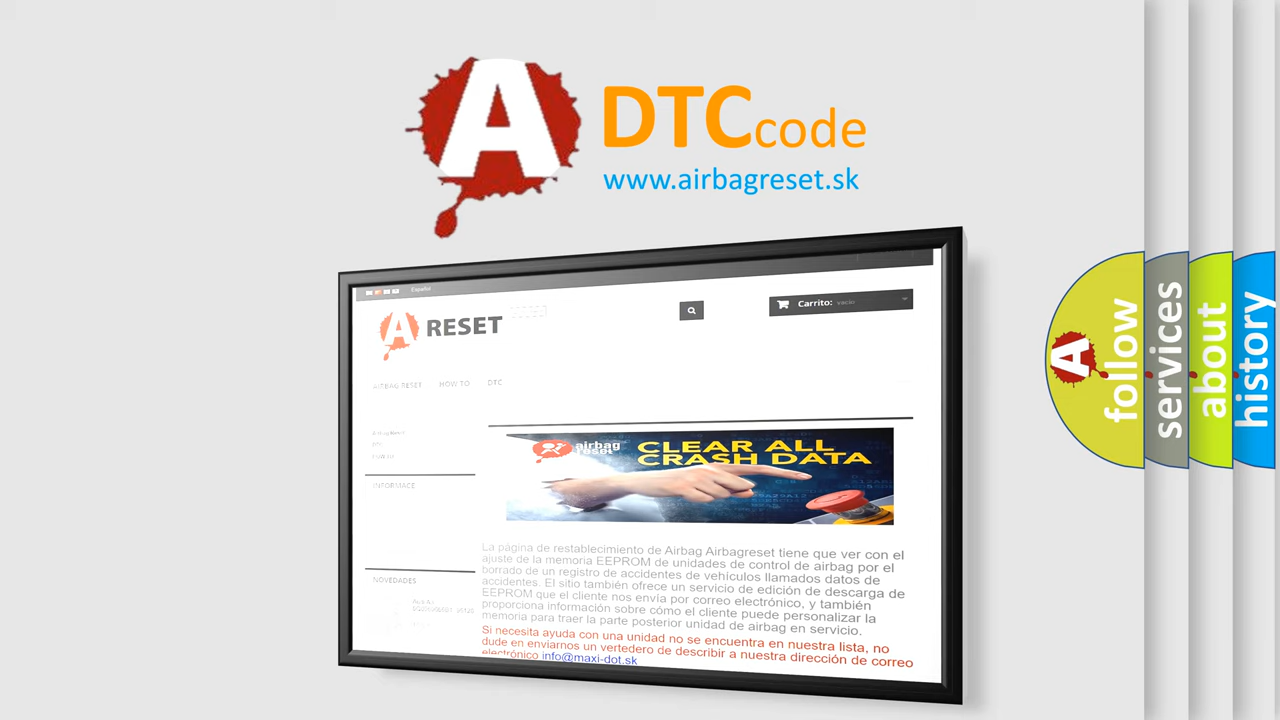 A
DTCcode
www.airbagreset.sk
Español
A RESET
Carrito: vacío
AIRBAG RESET HOW TO DTC
INFORMACE
airbag
reset
CLEAR ALL
CRASH DATA
La página de restablecimiento de Airbag Airbagreset tiene que ver con el
ajuste de la memoria EEPROM de unidades de control de airbag por el
borrado de un registro de accidentes de vehículos llamados datos de
accidentes. El sitio también ofrece un servicio de edición de descarga de
EEPROM que el cliente nos envía por correo electrónico, y también
proporciona información sobre cómo el cliente puede personalizar la
memoria para traer la parte posterior unidad de airbag en servicio.
Si necesita ayuda con una unidad no se encuentra en nuestra lista, no
dude en enviarnos un vertedero de describir a nuestra dirección de correo
electrónico info@maxi-dot.sk
NOVEDADES
A
follow
services
about
history